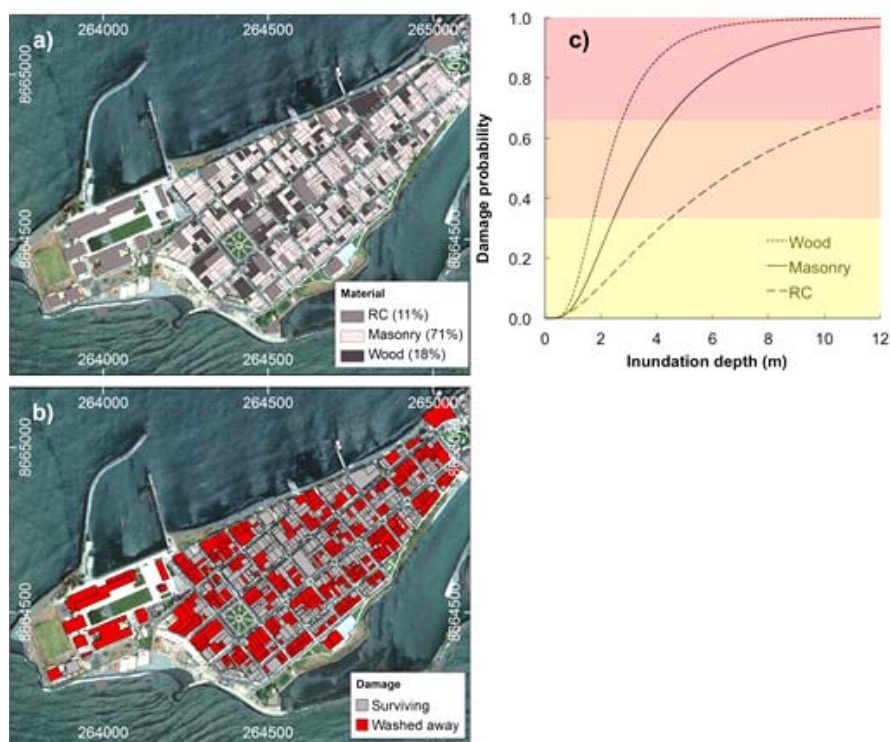 a)
264000
264500
265000
8665000
8664500
Material
RC (11%)
Masonry (71%)
Wood (18%)
264000
264500
b)
264000
264500
265000
8665000
8664500
Damage
Surviving
Washed away
264000
264500
c)
Damage probability
1.0
0.8
0.6
0.4
0.2
0.0
Wood
Masonry
RC
0
2
4
6
8
10
12
Inundation depth (m)